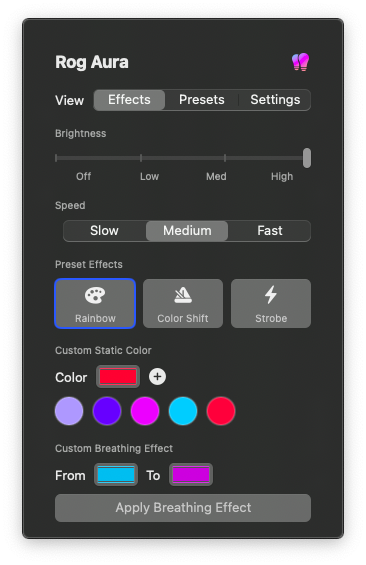 Rog Aura
View Effects Presets Settings
Brightness
Off Low Med High
Speed
Slow Medium Fast
Preset Effects
Rainbow Color Shift Strobe
Custom Static Color
Color
Custom Breathing Effect
From To
Apply Breathing Effect